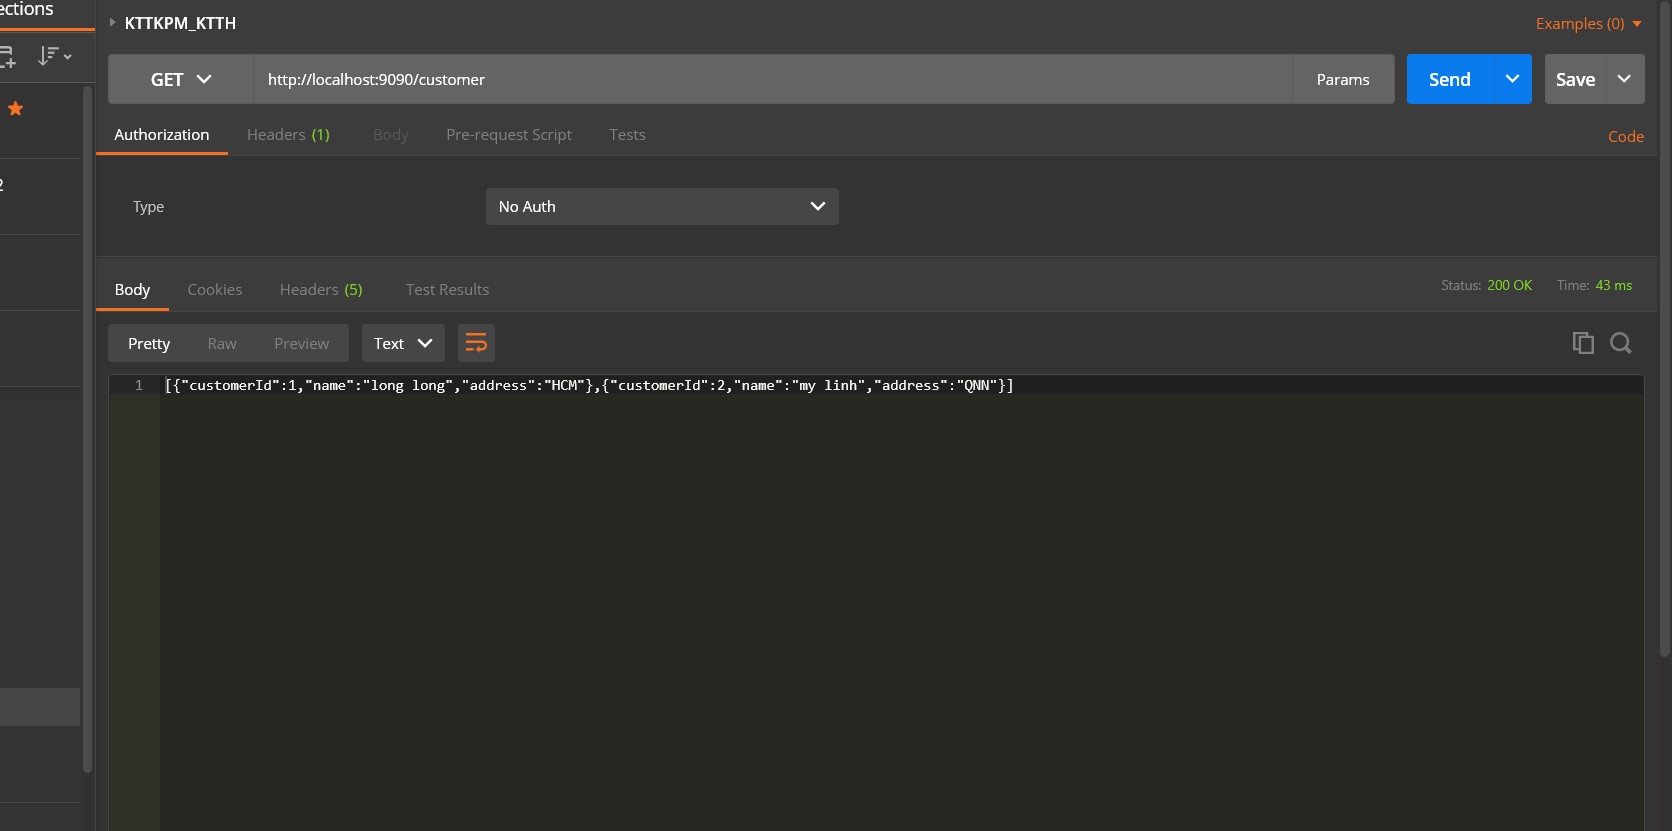 ections
KTTKPM_KTTH
Examples (0)
GET http://localhost:9090/customer Params Send Save
Authorization Headers (1) Body Pre-request Script Tests Code
2
Type No Auth
Body Cookies Headers (5) Test Results Status: 200 OK Time: 43 ms
Pretty Raw Preview Text
1 [{"customerId":1,"name":"long long","address":"HCM"},{"customerId":2,"name":"my linh","address":"QNN"}]